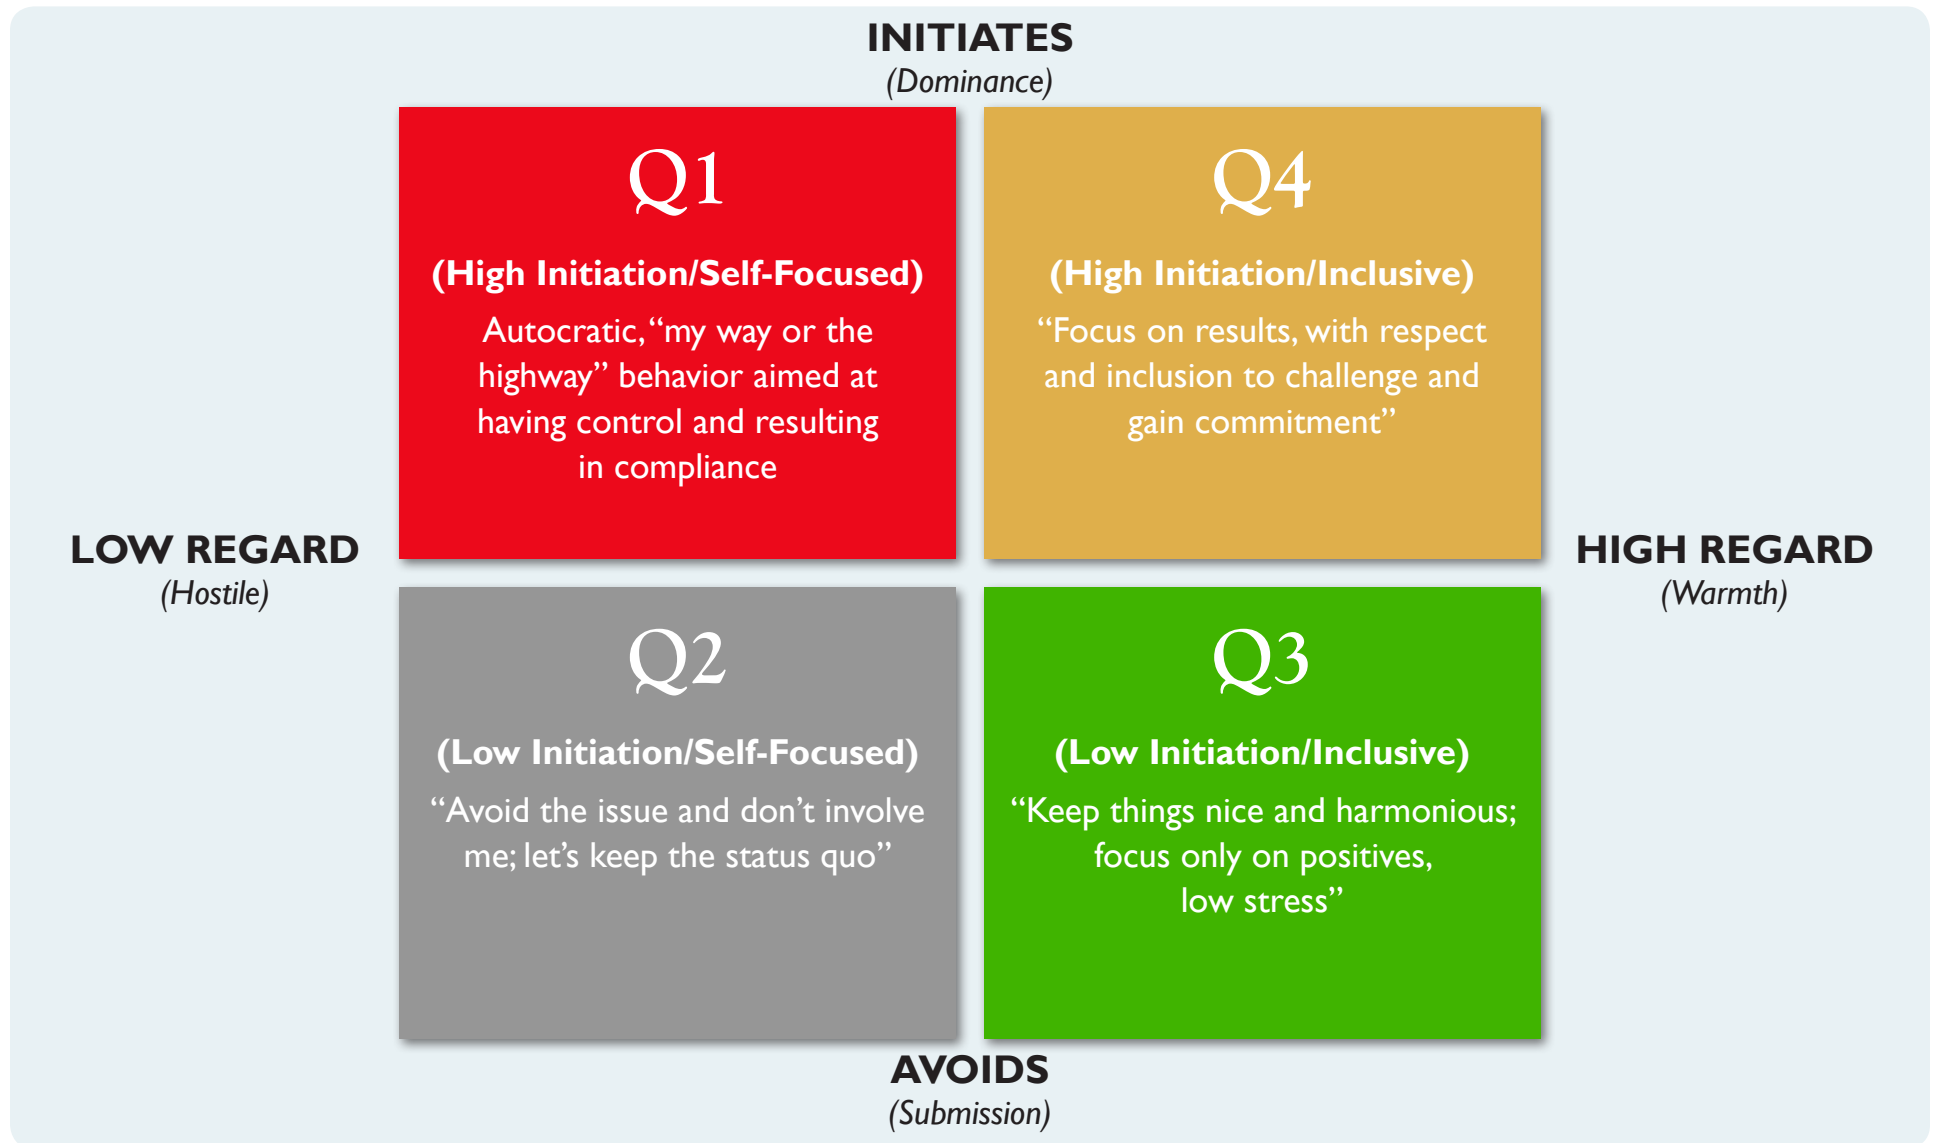 INITIATES
(Dominance)
Q1
(High Initiation/Self-Focused)
Autocratic, “my way or the
highway” behavior aimed at
having control and resulting
in compliance
Q4
(High Initiation/Inclusive)
“Focus on results, with respect
and inclusion to challenge and
gain commitment”
LOW REGARD
(Hostile)
HIGH REGARD
(Warmth)
Q2
(Low Initiation/Self-Focused)
“Avoid the issue and don’t involve
me; let’s keep the status quo”
Q3
(Low Initiation/Inclusive)
“Keep things nice and harmonious;
focus only on positives,
low stress”
AVOIDS
(Submission)